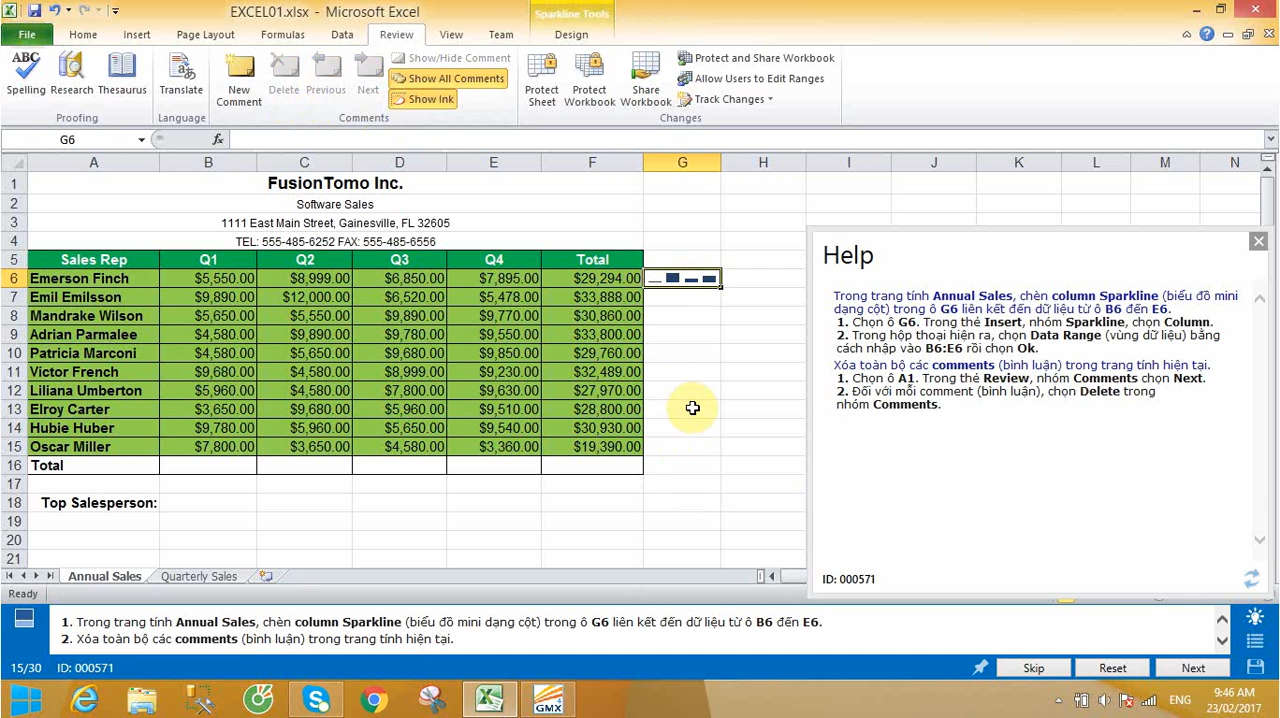 EXCEL01.xlsx - Microsoft Excel
Sparkline Tools
File Home Insert Page Layout Formulas Data Review View Team Design
ABC
Spelling Research Thesaurus
Translate
New Comment Delete Previous Next
Show/Hide Comment
Show All Comments
Show Ink
Protect Sheet Protect Workbook Share Workbook
Protect and Share Workbook
Allow Users to Edit Ranges
Track Changes
Proofing Language Comments Changes
G6 fx
A B C D E F G H I J K L M N
1 FusionTomo Inc.
2 Software Sales
3 1111 East Main Street, Gainesville, FL 32605
4 TEL: 555-485-6252 FAX: 555-485-6556
5 Sales Rep Q1 Q2 Q3 Q4 Total
6 Emerson Finch $5,550.00 $8,999.00 $6,850.00 $7,895.00 $29,294.00
7 Emil Emilsson $9,890.00 $12,000.00 $6,520.00 $5,478.00 $33,888.00
8 Mandrake Wilson $5,650.00 $5,550.00 $9,890.00 $9,770.00 $30,860.00
9 Adrian Parmalee $4,580.00 $9,890.00 $9,780.00 $9,550.00 $33,800.00
10 Patricia Marconi $4,580.00 $5,650.00 $9,680.00 $9,850.00 $29,760.00
11 Victor French $9,680.00 $4,580.00 $8,999.00 $9,230.00 $32,489.00
12 Liliana Umberton $5,960.00 $4,580.00 $7,800.00 $9,630.00 $27,970.00
13 Elroy Carter $3,650.00 $9,680.00 $5,960.00 $9,510.00 $28,800.00
14 Hubie Huber $9,780.00 $5,960.00 $5,650.00 $9,540.00 $30,930.00
15 Oscar Miller $7,800.00 $3,650.00 $4,580.00 $3,360.00 $19,390.00
16 Total
17
18 Top Salesperson:
19
20
21
Help
Trong trang tính Annual Sales, chèn column Sparkline (biểu đồ mini
dạng cột) trong ô G6 liên kết đến dữ liệu từ ô B6 đến E6.
1. Chọn ô G6. Trong thẻ Insert, nhóm Sparkline, chọn Column.
2. Trong hộp thoại hiện ra, chọn Data Range (vùng dữ liệu) bằng
cách nhập vào B6:E6 rồi chọn Ok.
Xóa toàn bộ các comments (bình luận) trong trang tính hiện tại.
1. Chọn ô A1. Trong thẻ Review, nhóm Comments chọn Next.
2. Đối với mỗi comment (bình luận), chọn Delete trong
nhóm Comments.
ID: 000571
Annual Sales Quarterly Sales
Ready
1. Trong trang tính Annual Sales, chèn column Sparkline (biểu đồ mini dạng cột) trong ô G6 liên kết đến dữ liệu từ ô B6 đến E6.
2. Xóa toàn bộ các comments (bình luận) trong trang tính hiện tại.
15/30 ID: 000571 Skip Reset Next
GMX
ENG
9:46 AM
23/02/2017